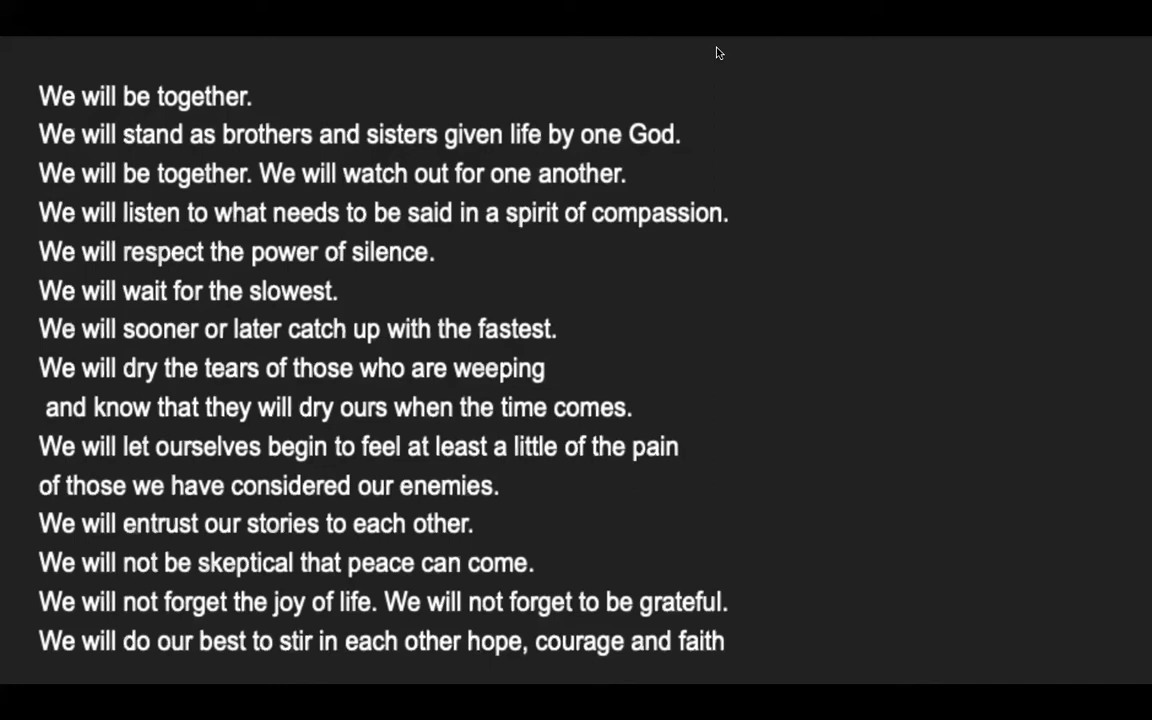 We will be together.
We will stand as brothers and sisters given life by one God.
We will be together. We will watch out for one another.
We will listen to what needs to be said in a spirit of compassion.
We will respect the power of silence.
We will wait for the slowest.
We will sooner or later catch up with the fastest.
We will dry the tears of those who are weeping
and know that they will dry ours when the time comes.
We will let ourselves begin to feel at least a little of the pain
of those we have considered our enemies.
We will entrust our stories to each other.
We will not be skeptical that peace can come.
We will not forget the joy of life. We will not forget to be grateful.
We will do our best to stir in each other hope, courage and faith